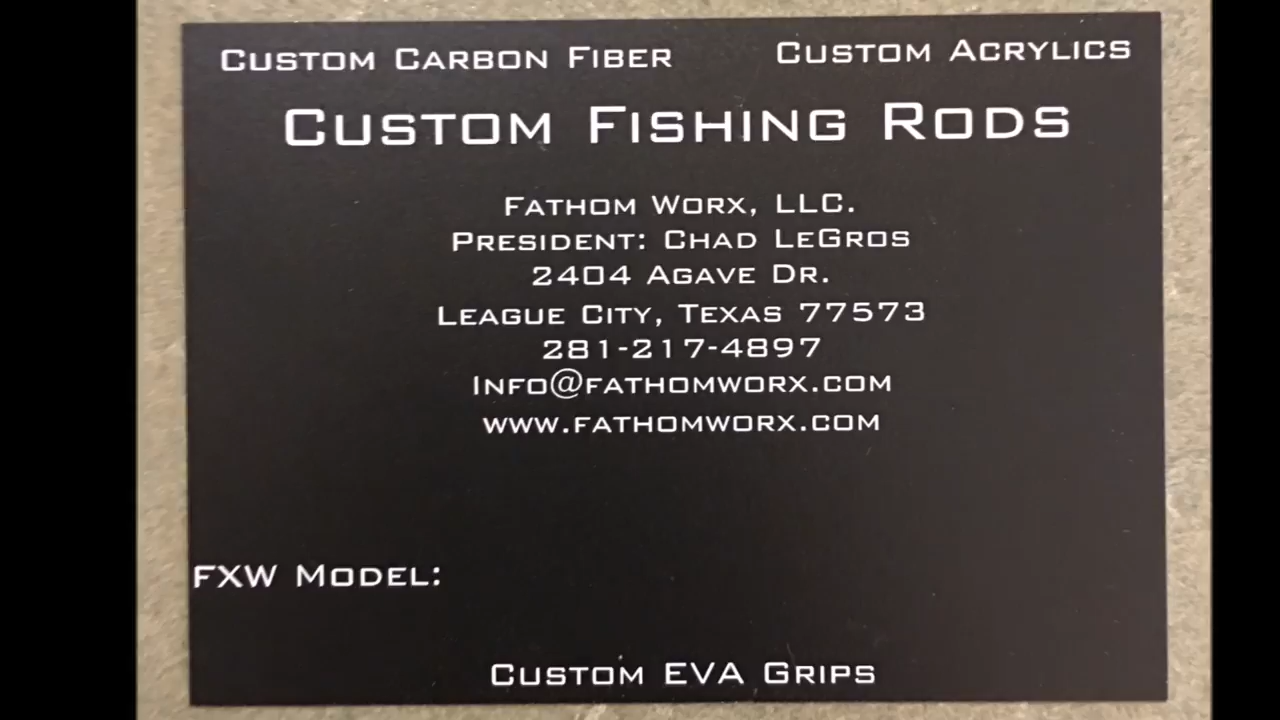 Custom Carbon Fiber Custom Acrylics
Custom Fishing Rods
Fathom Worx, LLC.
President: Chad LeGros
2404 Agave Dr.
League City, Texas 77573
281-217-4897
Info@fathomworx.com
www.fathomworx.com
FXW Model:
Custom EVA Grips